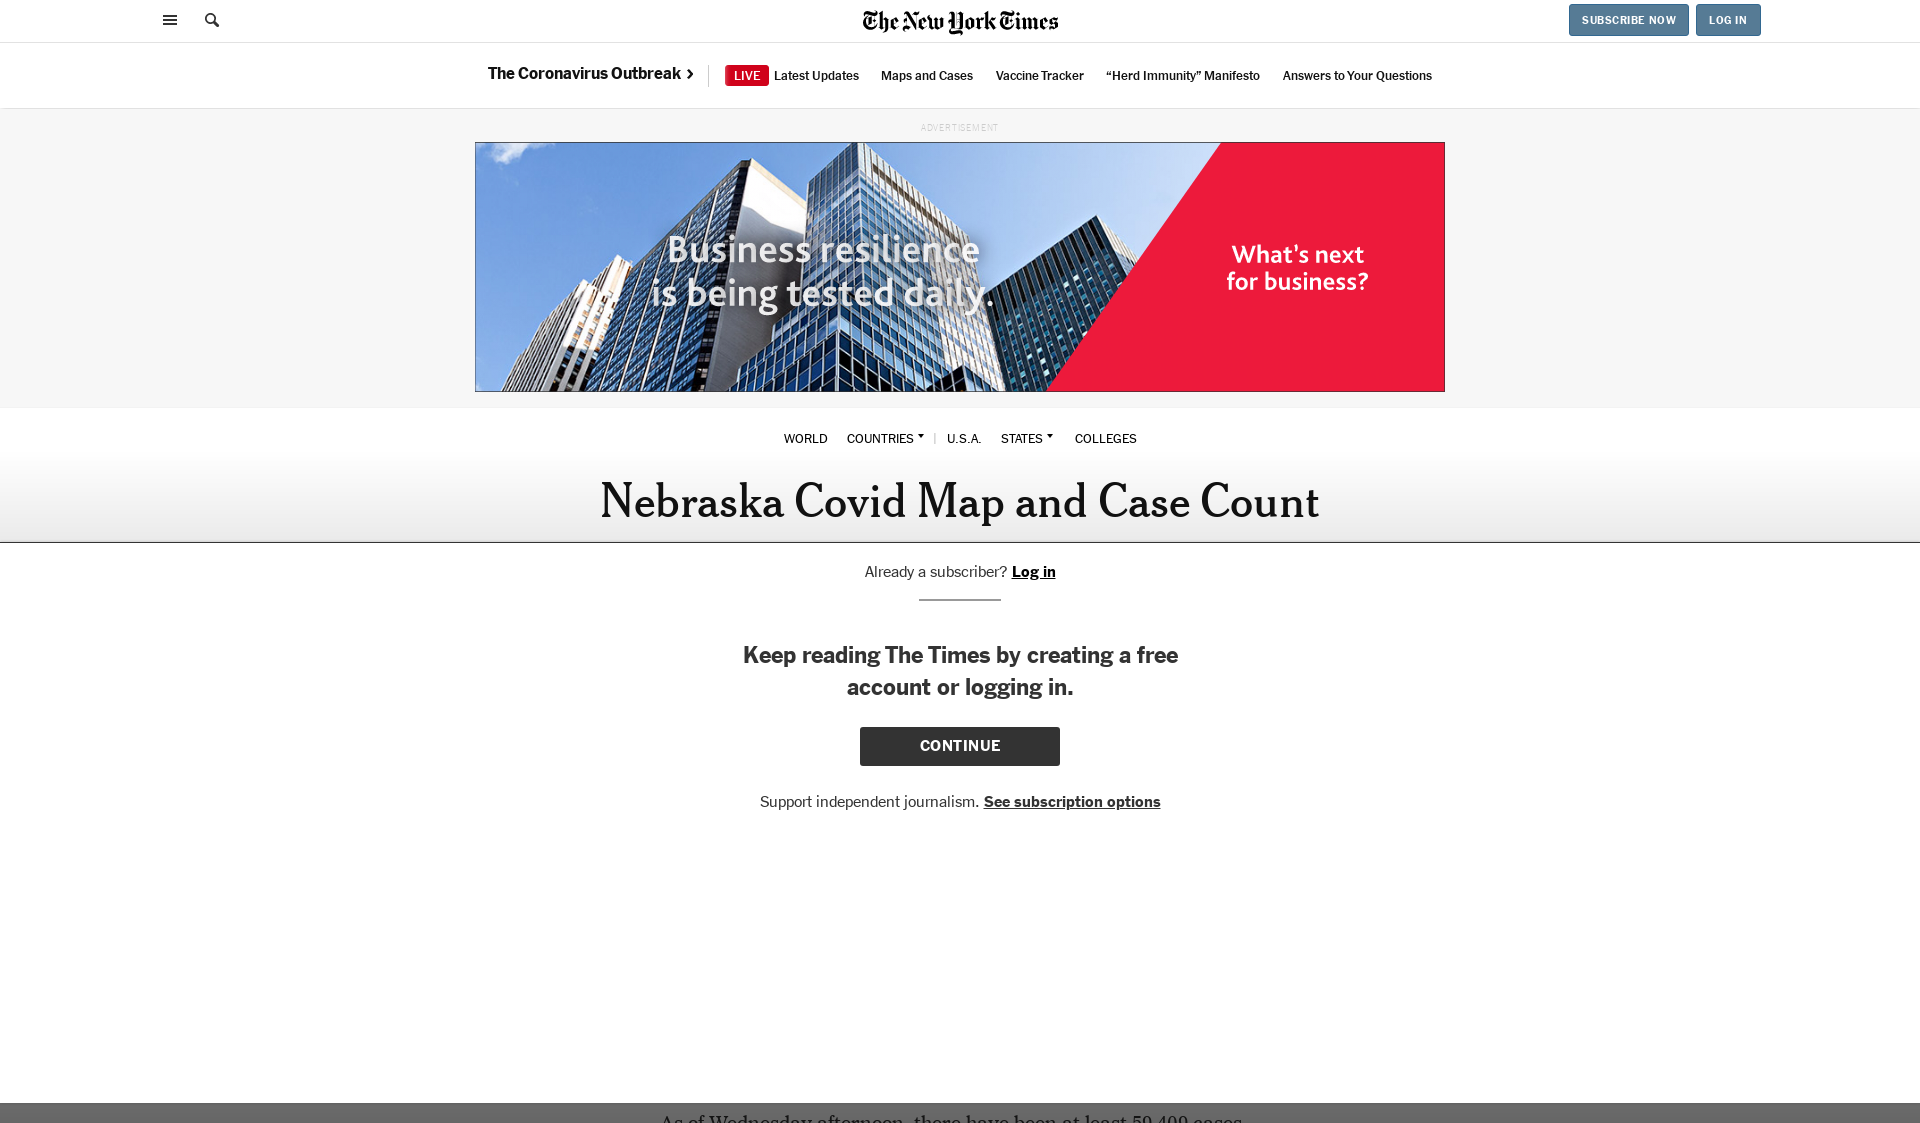 The New York Times
SUBSCRIBE NOW
LOG IN
The Coronavirus Outbreak
LIVE Latest Updates
Maps and Cases
Vaccine Tracker
“Herd Immunity” Manifesto
Answers to Your Questions
ADVERTISEMENT
Business resilience
is being tested daily.
What's next
for business?
WORLD
COUNTRIES
U.S.A.
STATES
COLLEGES
Nebraska Covid Map and Case Count
Already a subscriber? Log in
Keep reading The Times by creating a free
account or logging in.
CONTINUE
Support independent journalism. See subscription options
As of Wednesday afternoon, there have been at least 59,409 cases